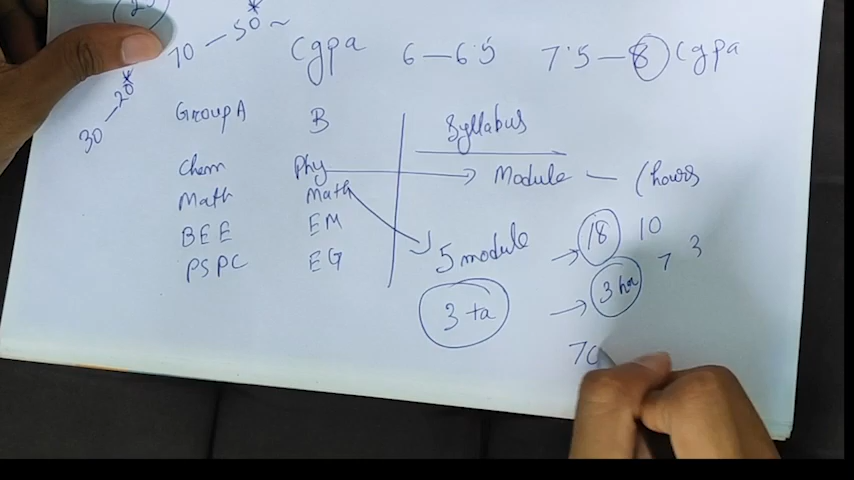 70 — 50 ~
30 — 20
Cgpa 6 — 6.5 7.5 — 8 Cgpa
Group A B Syllabus
Chem Phy Module — (hours
Math Math
BEE EM 5 module → 18 10
PSPC EG 3 ta → 3 ha 7 3
70